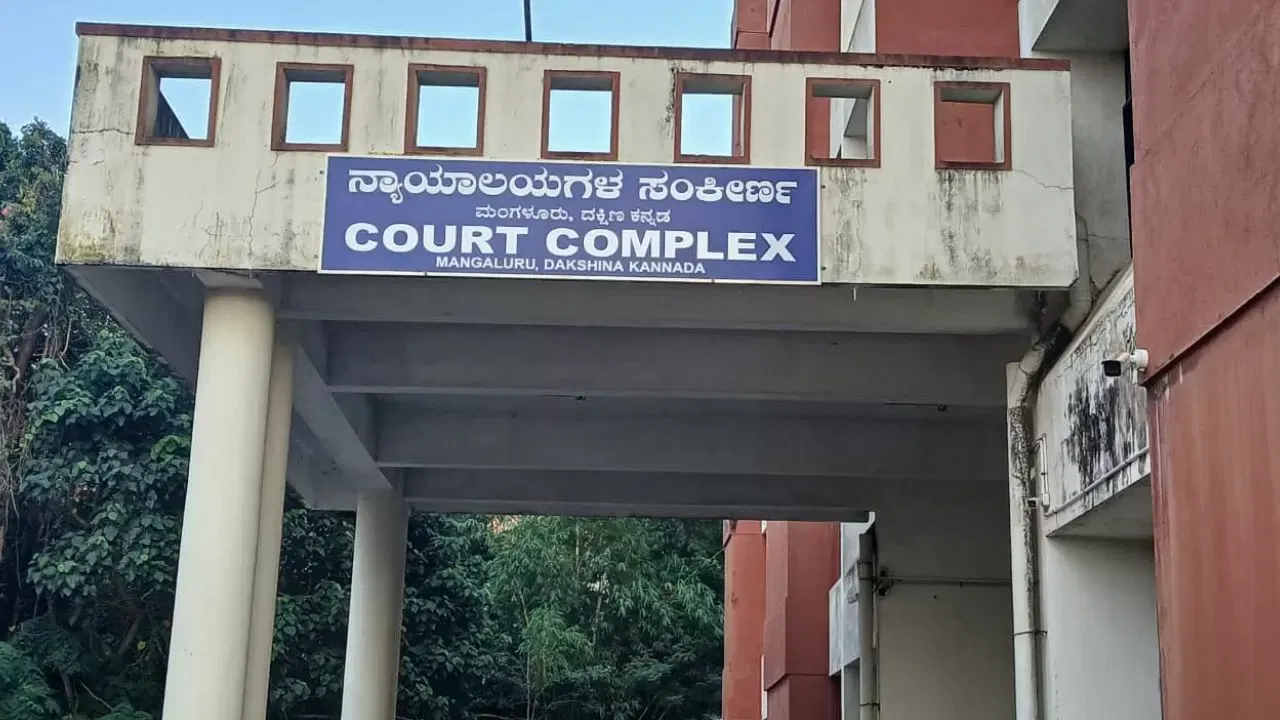 ನ್ಯಾಯಾಲಯಗಳ ಸಂಕೀರ್ಣ
ಮಂಗಳೂರು, ದಕ್ಷಿಣ ಕನ್ನಡ
COURT COMPLEX
MANGALURU, DAKSHINA KANNADA